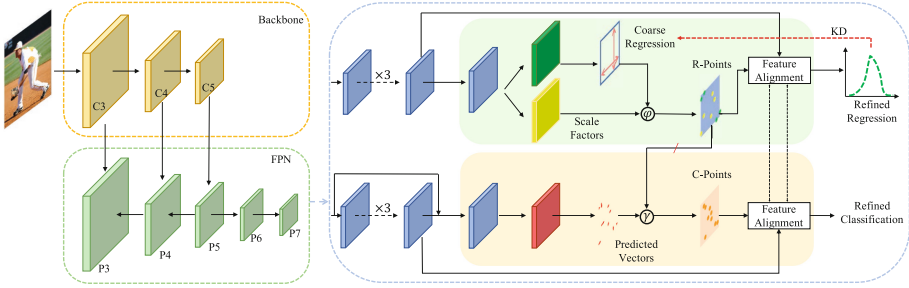 Backbone
C3
C4
C5
FPN
P3
P4
P5
P6
P7
×3
Coarse
Regression
Scale
Factors
φ
R-Points
Feature
Alignment
KD
Refined
Regression
×3
Predicted
Vectors
γ
C-Points
Feature
Alignment
Refined
Classification